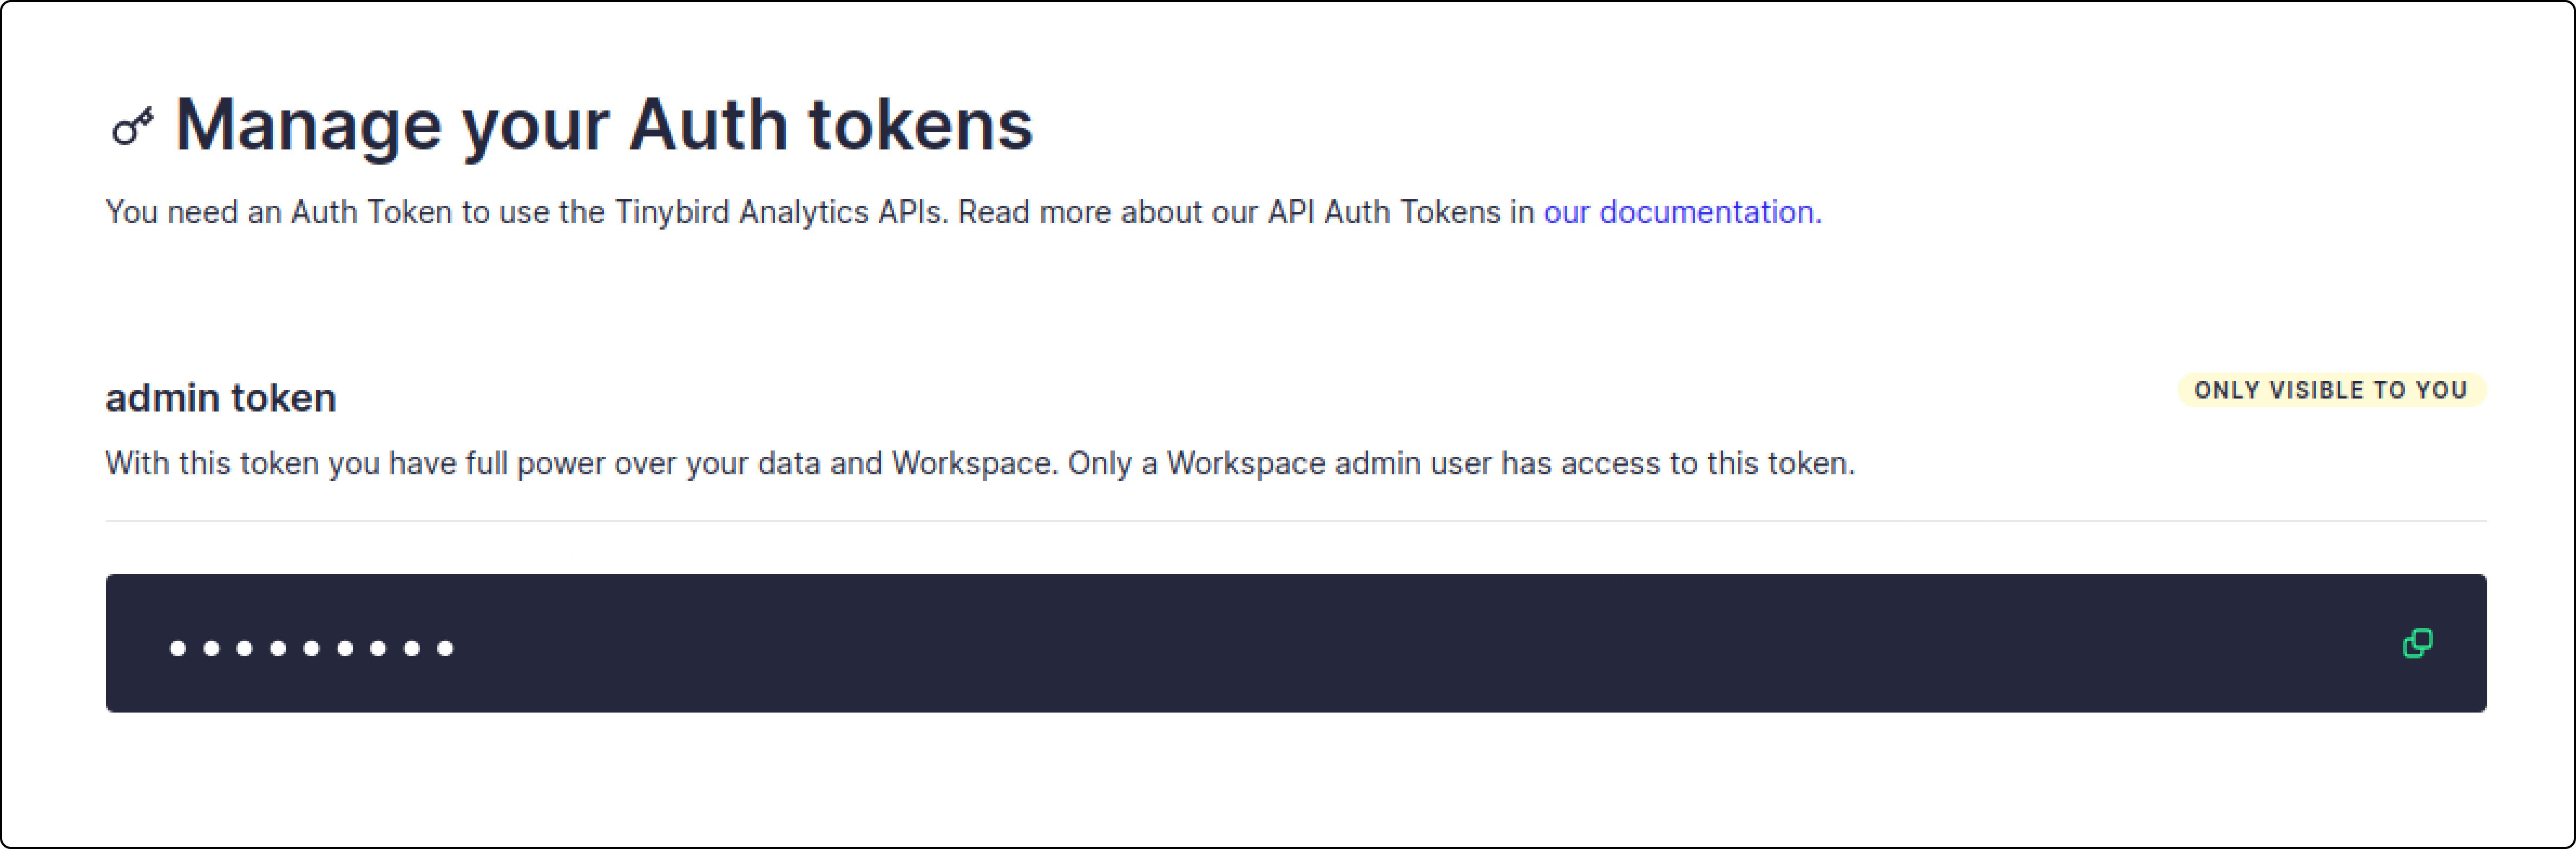 Manage your Auth tokens
You need an Auth Token to use the Tinybird Analytics APIs. Read more about our API Auth Tokens in our documentation.
admin token
ONLY VISIBLE TO YOU
With this token you have full power over your data and Workspace. Only a Workspace admin user has access to this token.
•••••••••